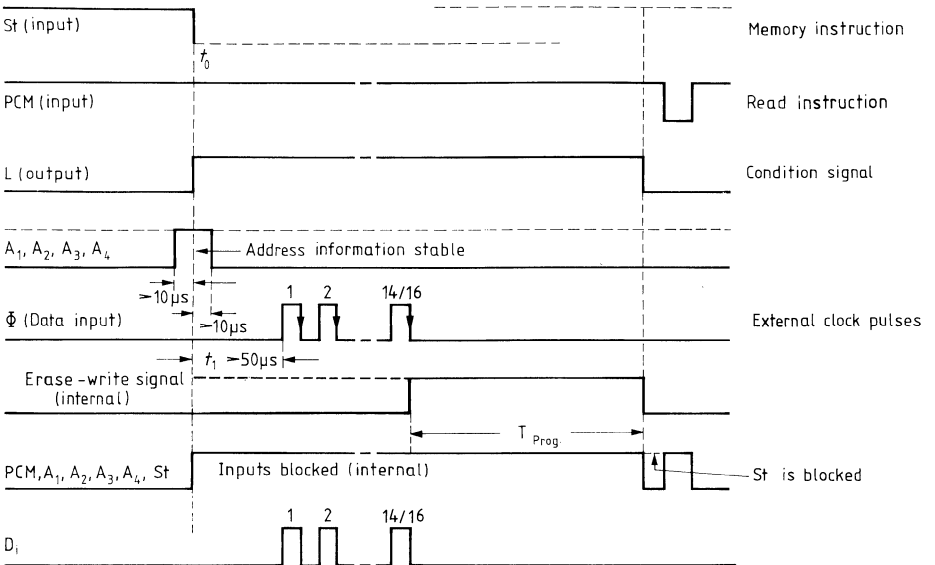 St (input)
Memory instruction
t₀
PCM (input)
Read instruction
L (output)
Condition signal
A₁, A₂, A₃, A₄
Address information stable
>10µs
1 2 14/16
Φ (Data input)
>10µs
External clock pulses
t₁ >50µs
Erase-write signal
(internal)
T Prog.
PCM, A₁, A₂, A₃, A₄, St
Inputs blocked (internal)
St is blocked
1 2 14/16
Dᵢ